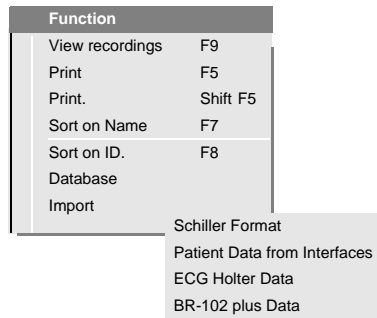 Function
View recordings F9
Print F5
Print. Shift F5
Sort on Name F7
Sort on ID. F8
Database
Import
Schiller Format
Patient Data from Interfaces
ECG Holter Data
BR-102 plus Data